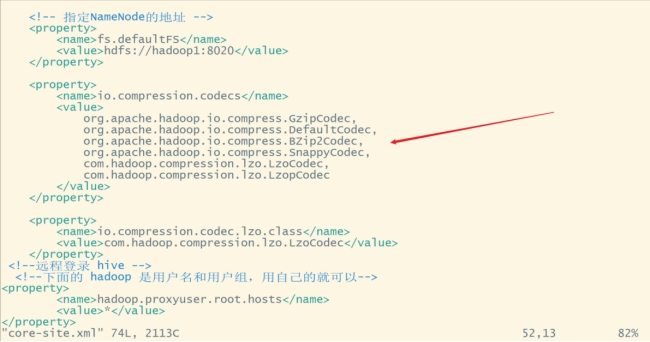 <!-- 指定NameNode的地址 -->
<property>
<name>fs.defaultFS</name>
<value>hdfs://hadoop1:8020</value>
</property>
<property>
<name>io.compression.codecs</name>
<value>
org.apache.hadoop.io.compress.GzipCodec,
org.apache.hadoop.io.compress.DefaultCodec,
org.apache.hadoop.io.compress.BZip2Codec,
org.apache.hadoop.io.compress.SnappyCodec,
com.hadoop.compression.lzo.LzoCodec,
com.hadoop.compression.lzo.LzopCodec
</value>
</property>
<property>
<name>io.compression.codec.lzo.class</name>
<value>com.hadoop.compression.lzo.LzoCodec</value>
</property>
<!--远程登录 hive -->
<!--下面的 hadoop 是用户名和用户组，用自己的就可以-->
<property>
<name>hadoop.proxyuser.root.hosts</name>
<value>*</value>
</property>
"core-site.xml" 74L, 2113C 52,13 82%